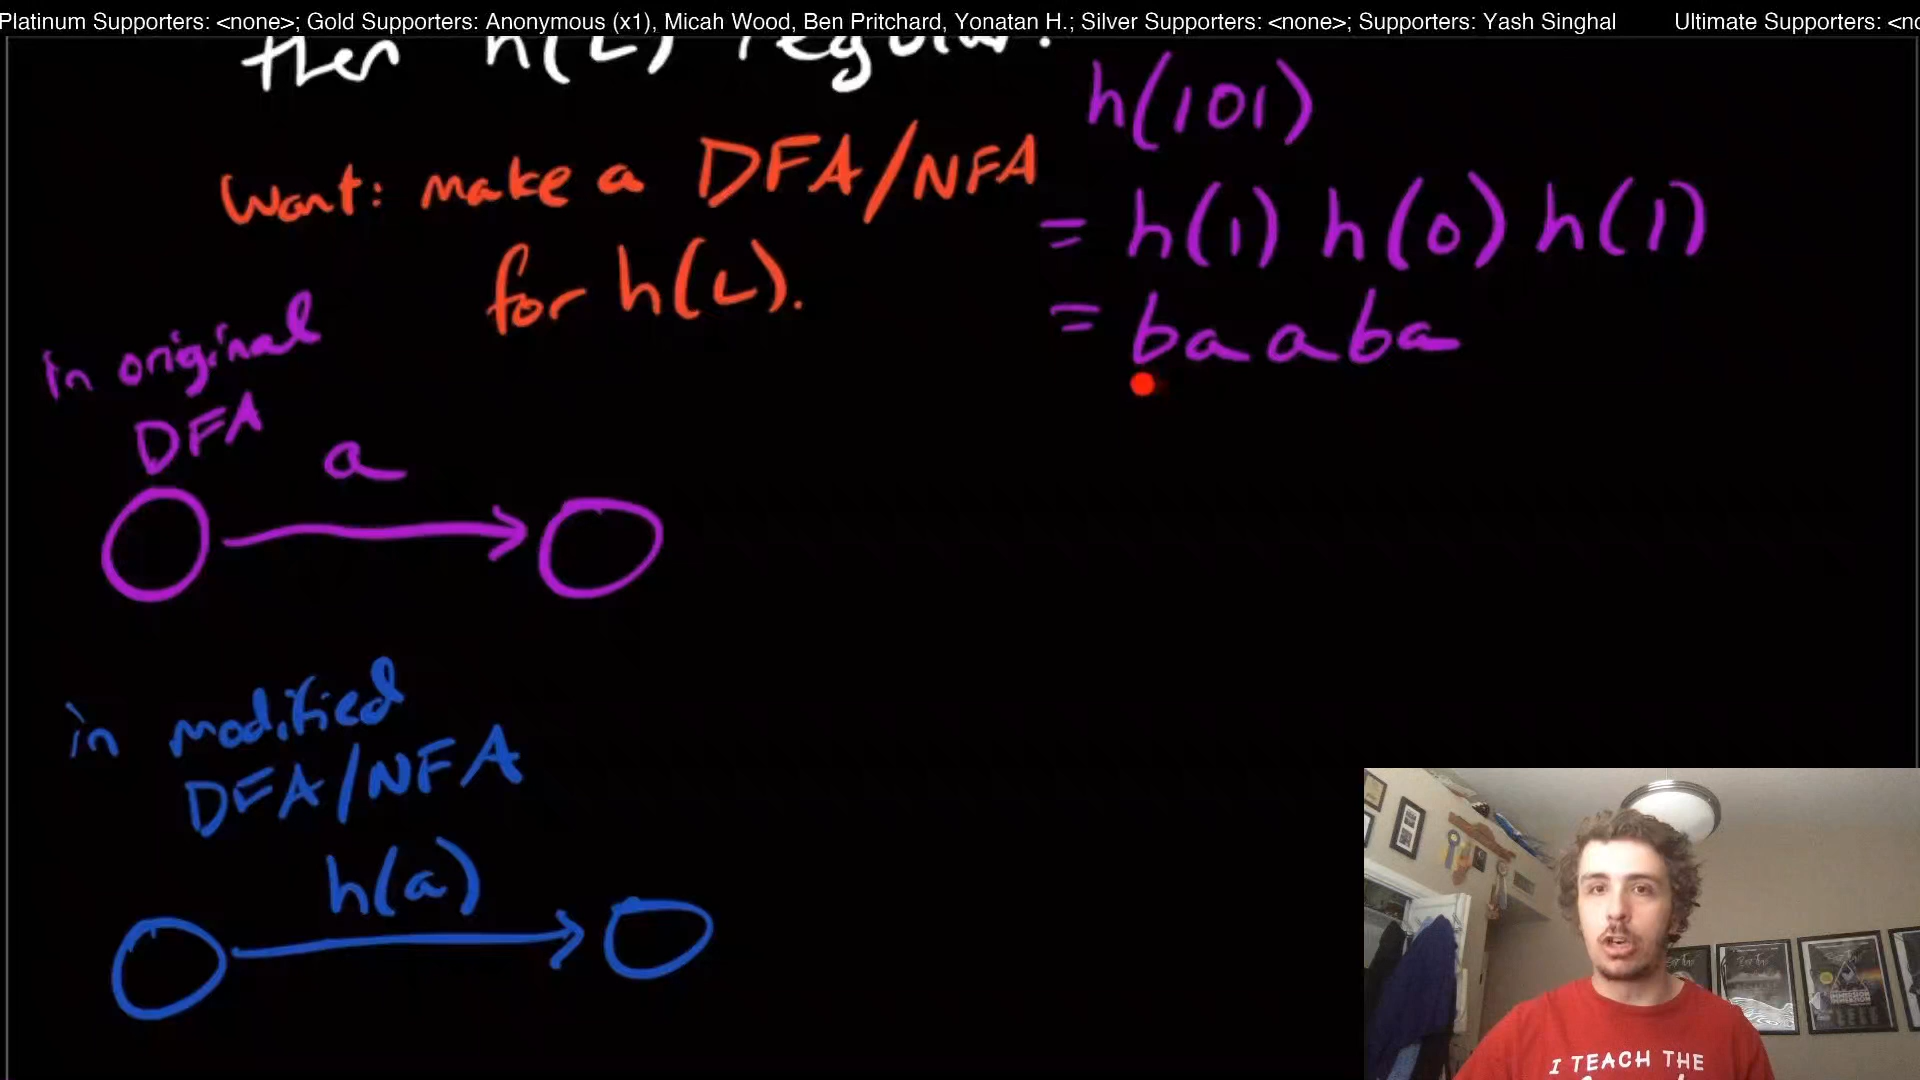 Platinum Supporters: <none>; Gold Supporters: Anonymous (x1), Micah Wood, Ben Pritchard, Yonatan H.; Silver Supporters: <none>; Supporters: Yash Singhal Ultimate Supporters:
then h(L) regular.
Want: make a DFA/NFA
for h(L).
h(101)
= h(1) h(0) h(1)
= baaba
in original
DFA
a
in modified
DFA/NFA
h(a)
I TEACH THE